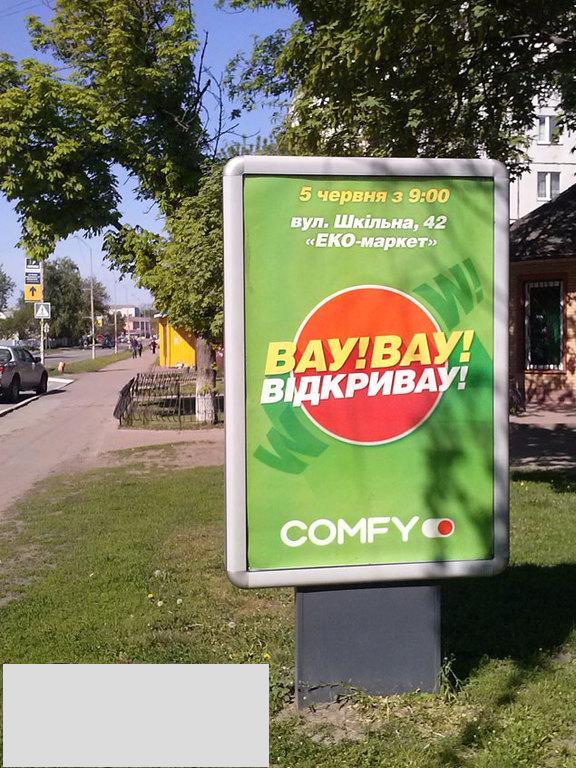 5 червня з 9:00
вул. Шкільна, 42
«ЕКО-маркет»
W!
ВАУ!ВАУ!
ВІДКРИВАУ!
W
COMFY